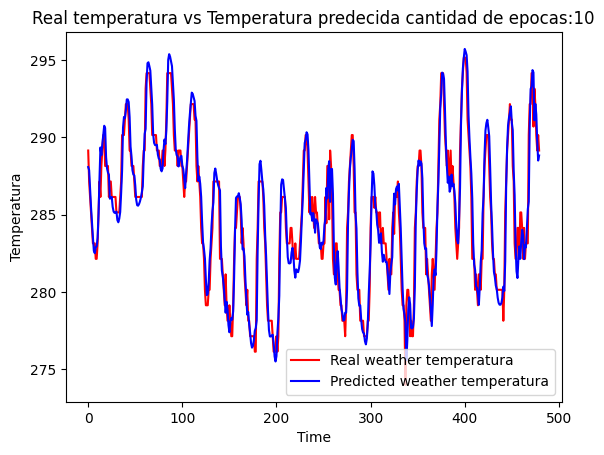 Real temperatura vs Temperatura predecida cantidad de epocas:10
295
290
285
280
275
Temperatura
0 100 200 300 400 500
Time
Real weather temperatura
Predicted weather temperatura